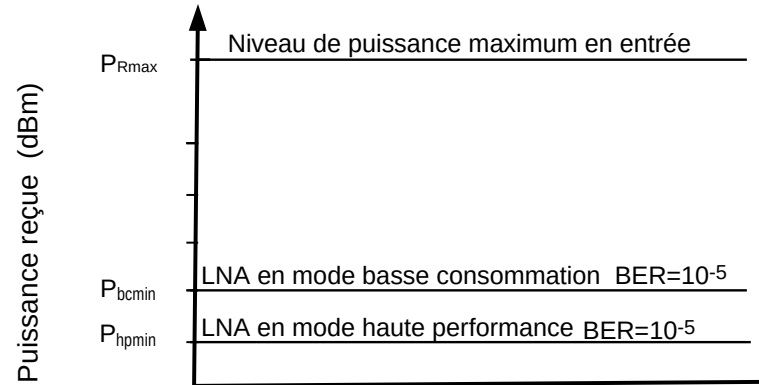 Niveau de puissance maximum en entrée
PRmax
Puissance reçue (dBm)
LNA en mode basse consommation BER=10-5
Pbcmin
LNA en mode haute performance BER=10-5
Phpmin